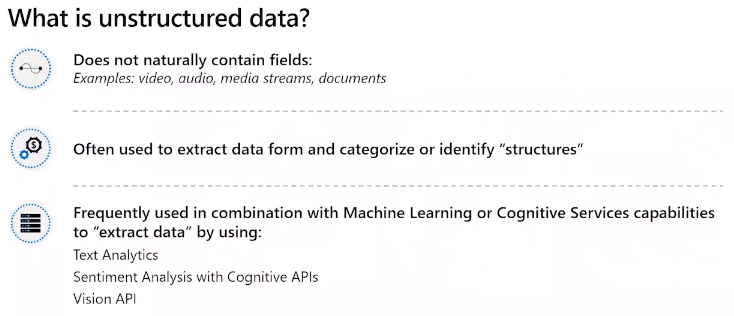 What is unstructured data?
Does not naturally contain fields:
Examples: video, audio, media streams, documents
Often used to extract data form and categorize or identify “structures”
Frequently used in combination with Machine Learning or Cognitive Services capabilities
to “extract data” by using:
Text Analytics
Sentiment Analysis with Cognitive APIs
Vision API